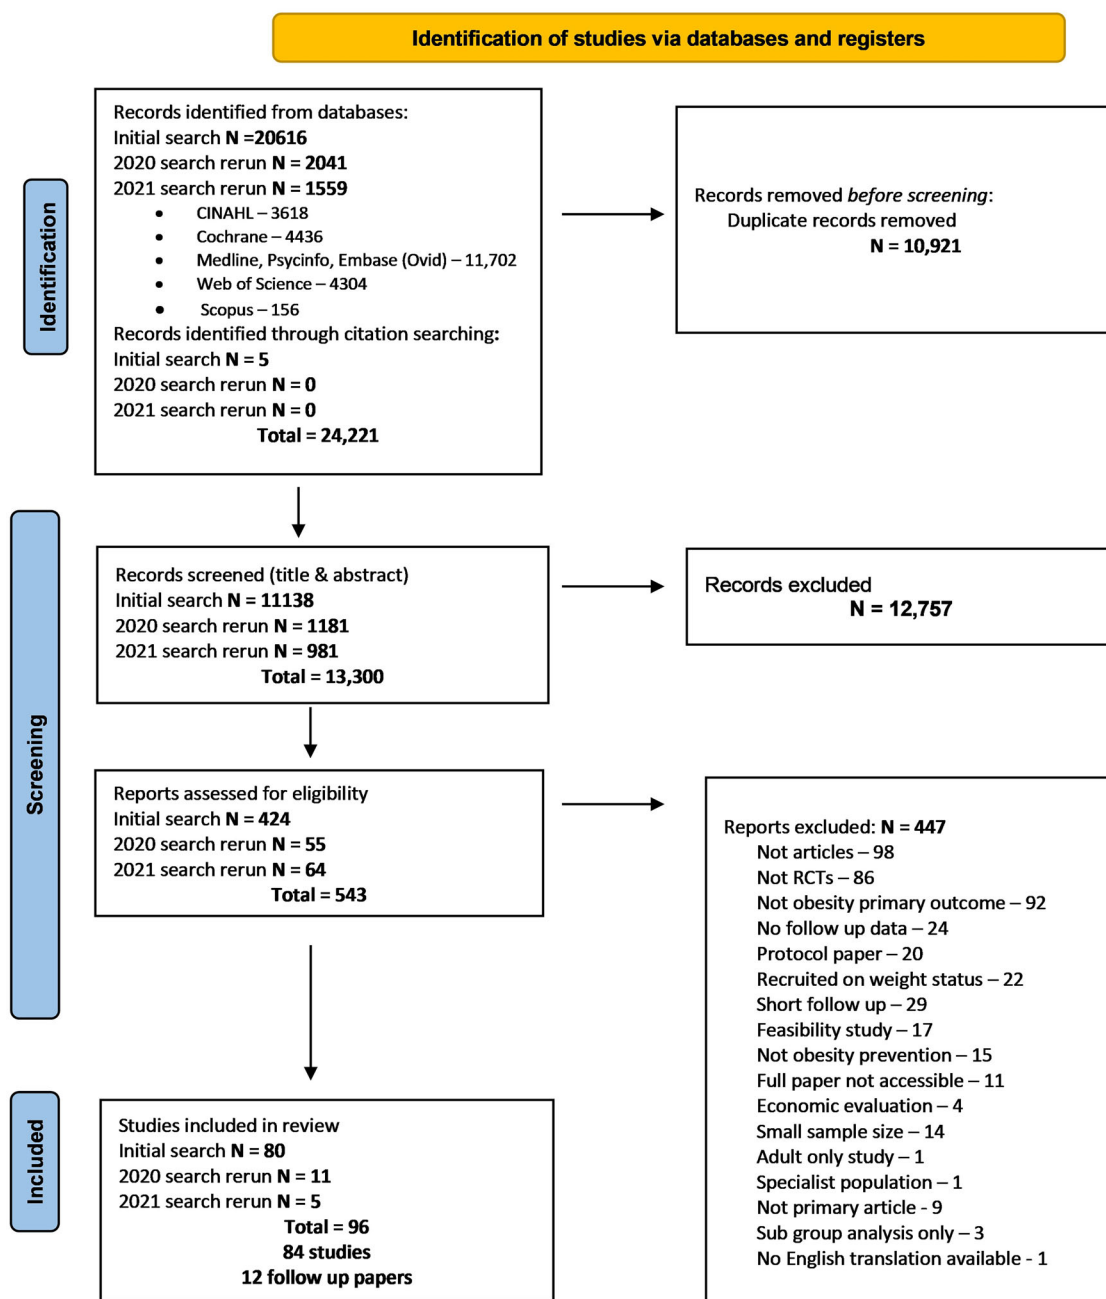 Identification of studies via databases and registers
Identification
Records identified from databases:
Initial search N =20616
2020 search rerun N = 2041
2021 search rerun N = 1559
• CINAHL – 3618
• Cochrane – 4436
• Medline, Psycinfo, Embase (Ovid) – 11,702
• Web of Science – 4304
• Scopus – 156
Records identified through citation searching:
Initial search N = 5
2020 search rerun N = 0
2021 search rerun N = 0
Total = 24,221
Records removed before screening:
Duplicate records removed
N = 10,921
Screening
Records screened (title & abstract)
Initial search N = 11138
2020 search rerun N = 1181
2021 search rerun N = 981
Total = 13,300
Records excluded
N = 12,757
Reports assessed for eligibility
Initial search N = 424
2020 search rerun N = 55
2021 search rerun N = 64
Total = 543
Reports excluded: N = 447
Not articles – 98
Not RCTs – 86
Not obesity primary outcome – 92
No follow up data – 24
Protocol paper – 20
Recruited on weight status – 22
Short follow up – 29
Feasibility study – 17
Not obesity prevention – 15
Full paper not accessible – 11
Economic evaluation – 4
Small sample size – 14
Adult only study – 1
Specialist population – 1
Not primary article - 9
Sub group analysis only – 3
No English translation available - 1
Included
Studies included in review
Initial search N = 80
2020 search rerun N = 11
2021 search rerun N = 5
Total = 96
84 studies
12 follow up papers